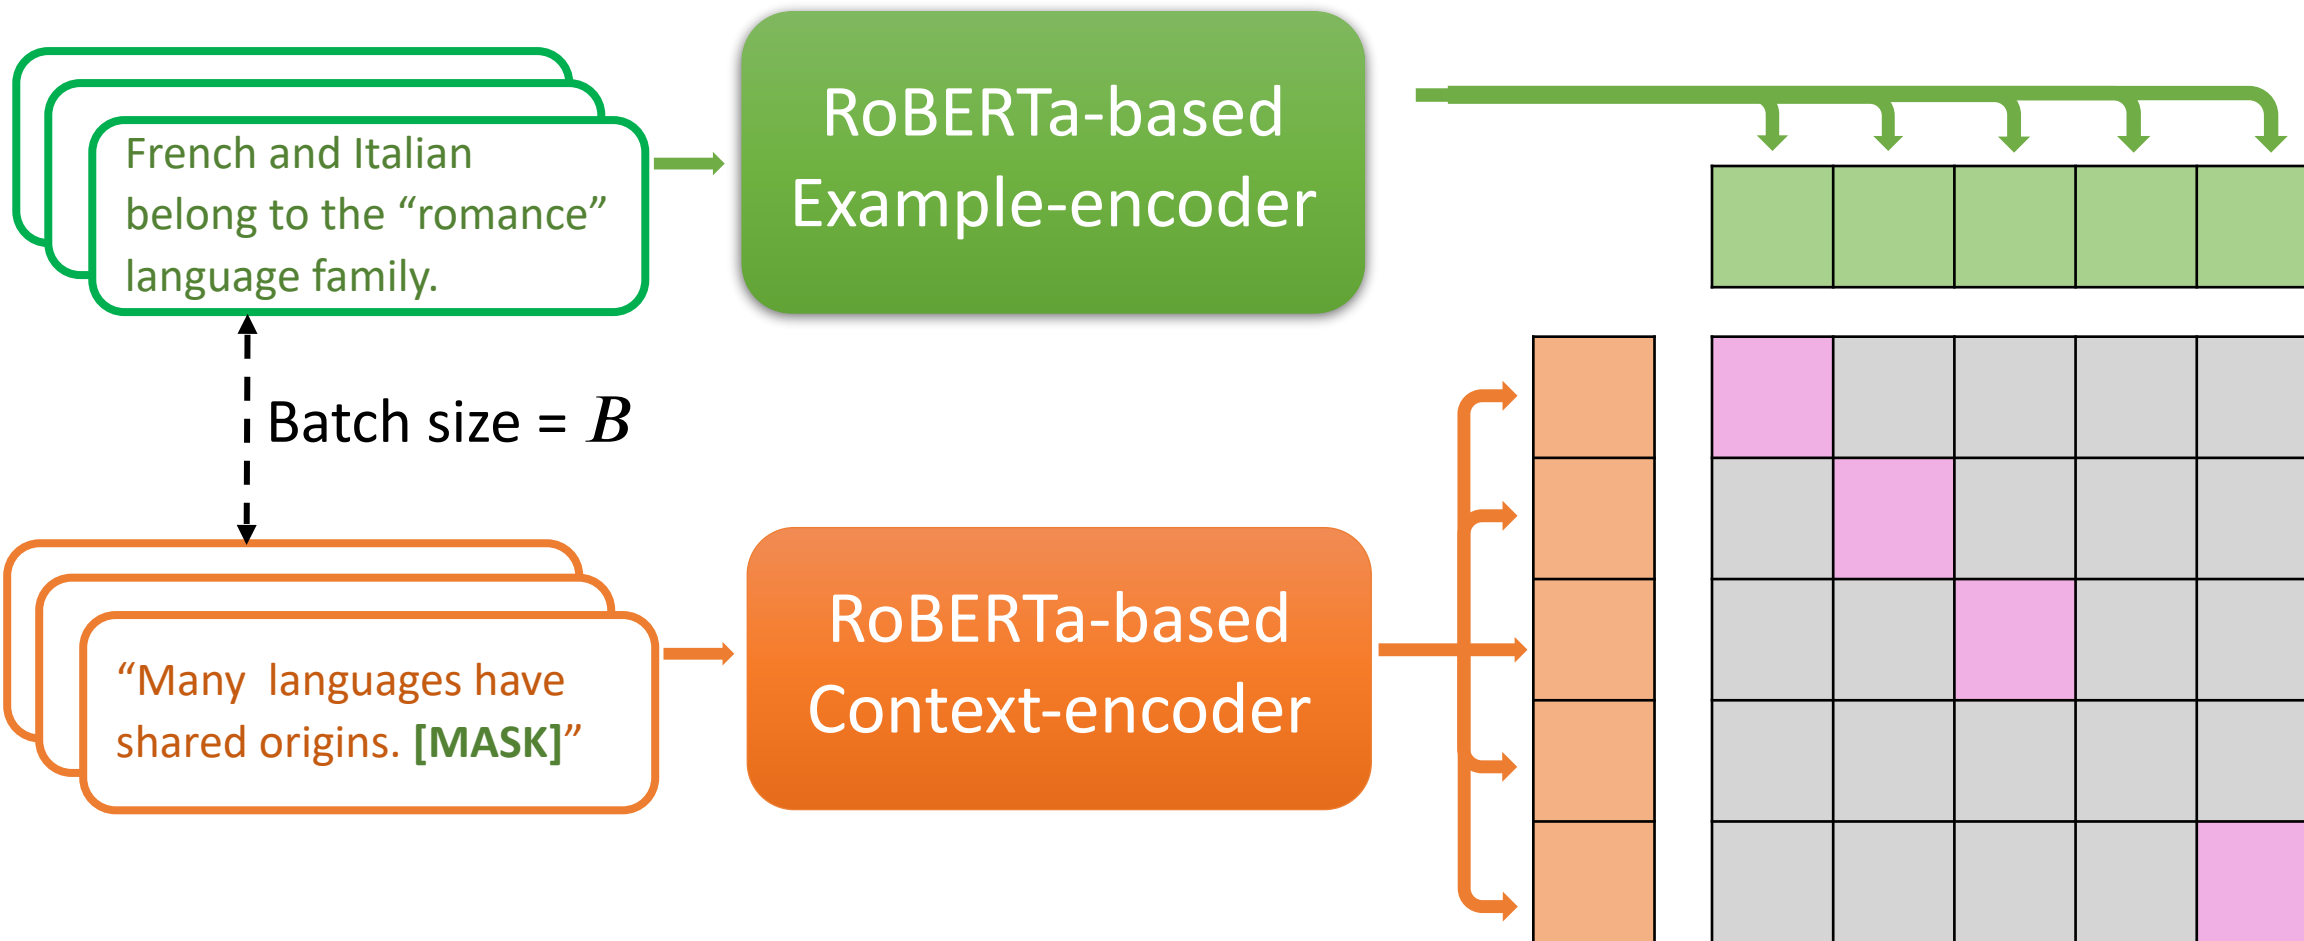 French and Italian
belong to the “romance”
language family.
RoBERTa-based
Example-encoder
Batch size = B
“Many  languages have
shared origins. [MASK]”
RoBERTa-based
Context-encoder